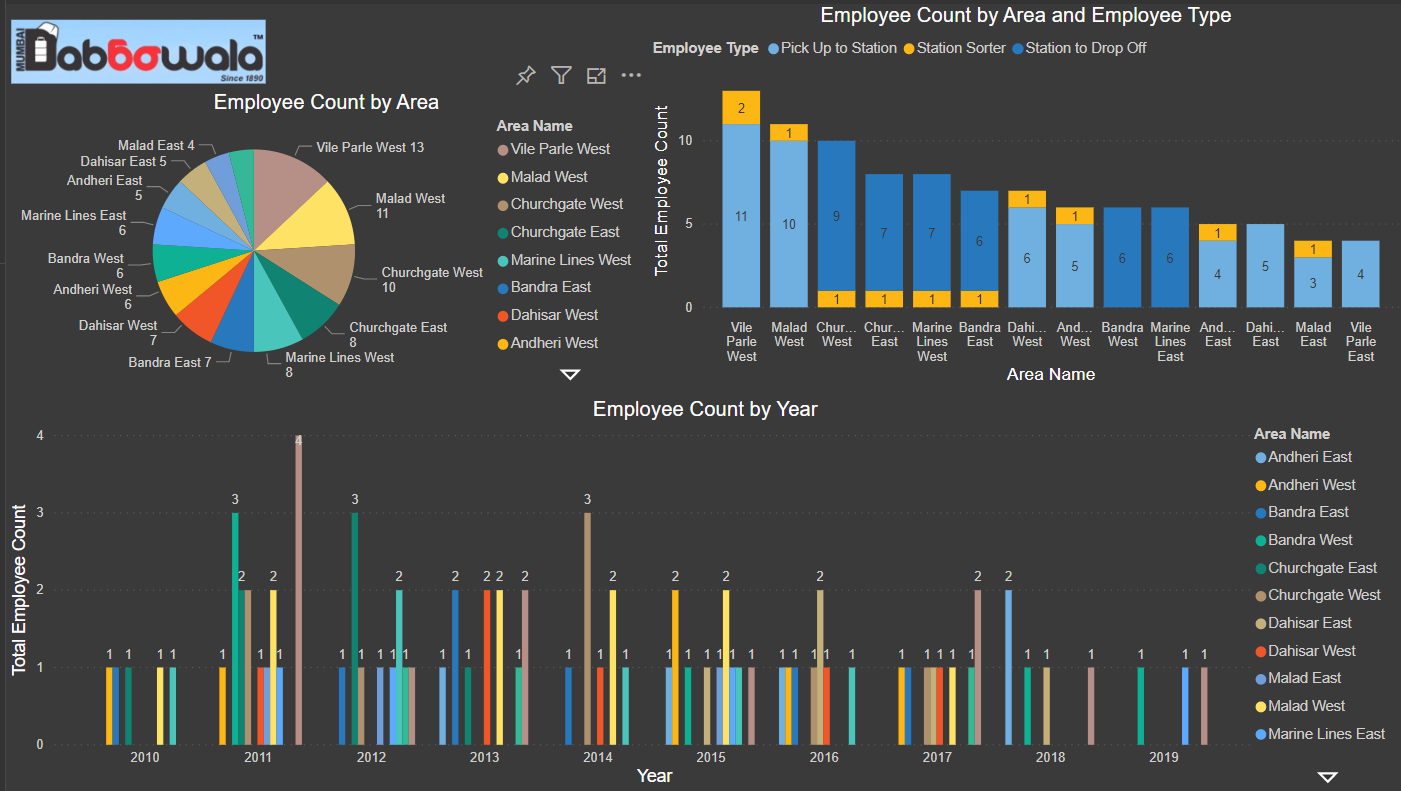 MUMBAI
Dabbawala
TM
Since 1890
Employee Count by Area
Malad East 4
Dahisar East 5
Andheri East
5
Marine Lines East
6
Bandra West
6
Andheri West
6
Dahisar West
7
Bandra East 7
Vile Parle West 13
Malad West
11
Churchgate West
10
Churchgate East
8
Marine Lines West
8
Area Name
Vile Parle West
Malad West
Churchgate West
Churchgate East
Marine Lines West
Bandra East
Dahisar West
Andheri West
Employee Count by Area and Employee Type
Employee Type Pick Up to Station Station Sorter Station to Drop Off
Total Employee Count
10
5
0
2
11
1
10
9
1
7
1
7
1
6
1
1
6
1
5
6
6
1
4
5
1
3
4
Vile
Parle
West
Malad
West
Chur...
West
Chur...
East
Marine
Lines
West
Bandra
East
Dahi...
West
And...
West
Bandra
West
Marine
Lines
East
And...
East
Dahi...
East
Malad
East
Vile
Parle
East
Area Name
Employee Count by Year
Total Employee Count
4
3
2
1
0
1 1 1 1
1 3 2 1 2 1 4
1 3 1 1 1 2 1
1 2 1 2 2 1 2
1 3 1 2 1
1 2 1 1 1 2 1 1 1
1 1 1 2 1 1
1 1 1 1 1 2
2 1 1 1
1 1 1
2010 2011 2012 2013 2014 2015 2016 2017 2018 2019
Year
Area Name
Andheri East
Andheri West
Bandra East
Bandra West
Churchgate East
Churchgate West
Dahisar East
Dahisar West
Malad East
Malad West
Marine Lines East